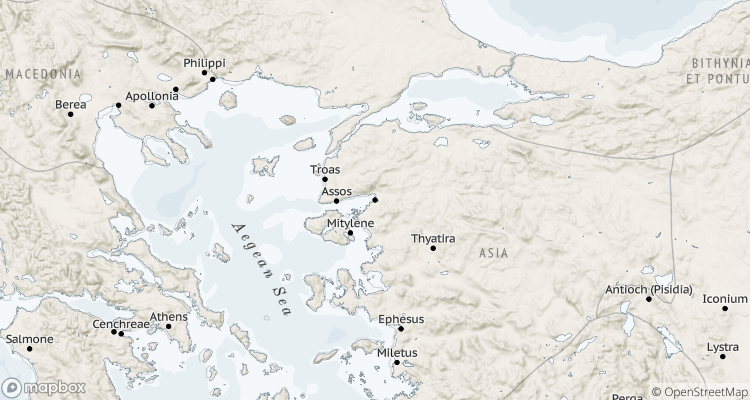 Philippi
MACEDONIA
BITHYNIA
ET PONTU
Apollonia
Berea
Troas
Assos
Mitylene
Aegean Sea
Thyatira
ASIA
Antioch (Pisidia)
Iconium
Athens
Ephesus
Cenchreae
Salmone
Lystra
Miletus
Perga
mapbox
© OpenStreetMap